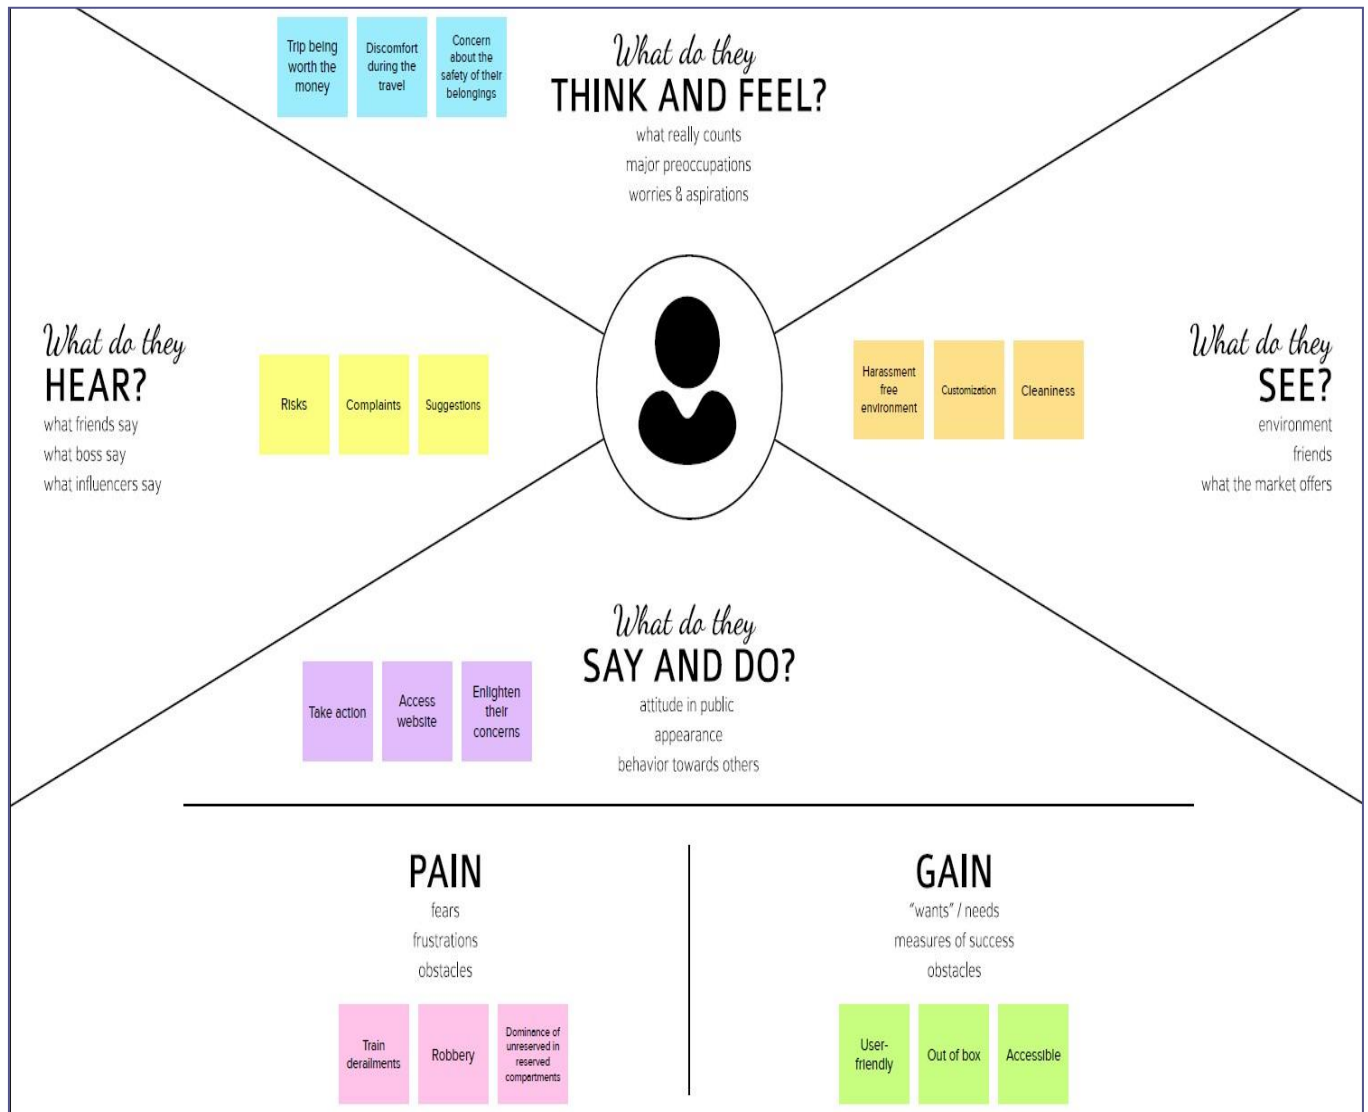 Trip being
worth the
money
Discomfort
during the
travel
Concern
about the
safety of their
belongings
What do they
THINK AND FEEL?
what really counts
major preoccupations
worries & aspirations
What do they
HEAR?
what friends say
what boss say
what influencers say
Risks
Complaints
Suggestions
Harassment
free
environment
Customization
Cleaniness
What do they
SEE?
environment
friends
what the market offers
What do they
SAY AND DO?
attitude in public
appearance
behavior towards others
Take action
Access
website
Enlighten
their
concerns
PAIN
fears
frustrations
obstacles
Train
derailments
Robbery
Dominance of
unreserved in
reserved
compartments
GAIN
"wants" / needs
measures of success
obstacles
User-
friendly
Out of box
Accessible